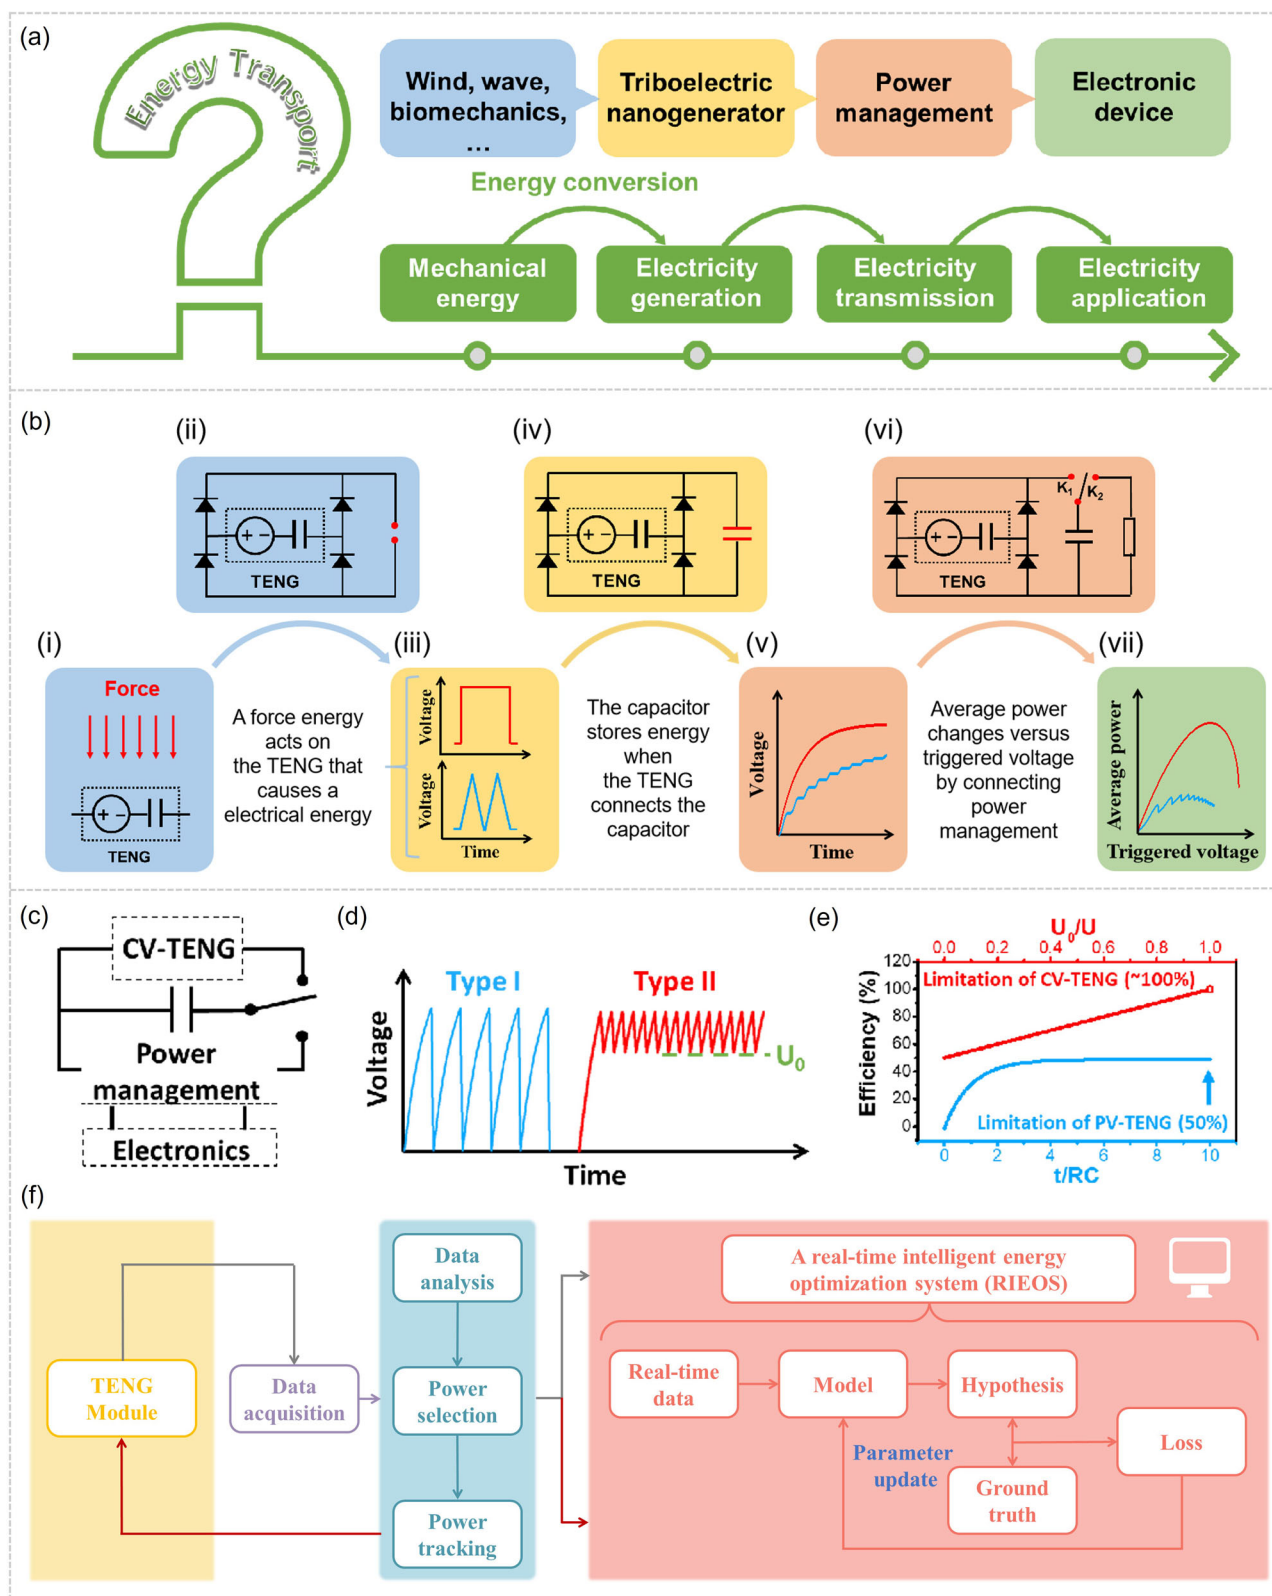 (a)
Energy Transport
Wind, wave,
biomechanics,
...
Triboelectric
nanogenerator
Power
management
Electronic
device
Energy conversion
Mechanical
energy
Electricity
generation
Electricity
transmission
Electricity
application
(b)
(ii)
TENG
(iv)
TENG
(vi)
K1
K2
TENG
(i)
Force
+ -
TENG
A force energy
acts on
the TENG that
causes a
electrical energy
(iii)
Voltage
Voltage
Time
The capacitor
stores energy
when
the TENG
connects the
capacitor
(v)
Voltage
Time
Average power
changes versus
triggered voltage
by connecting
power
management
(vii)
Average power
Triggered voltage
(c)
CV-TENG
Power
management
Electronics
(d)
Type I
Type II
U0
Voltage
Time
(e)
U0/U
0.0 0.2 0.4 0.6 0.8 1.0
Limitation of CV-TENG (~100%)
Efficiency (%)
120
100
80
60
40
20
0
Limitation of PV-TENG (50%)
0 2 4 6 8 10
t/RC
(f)
TENG
Module
Data
acquisition
Data
analysis
Power
selection
Power
tracking
A real-time intelligent energy
optimization system (RIEOS)
Real-time
data
Model
Hypothesis
Loss
Parameter
update
Ground
truth